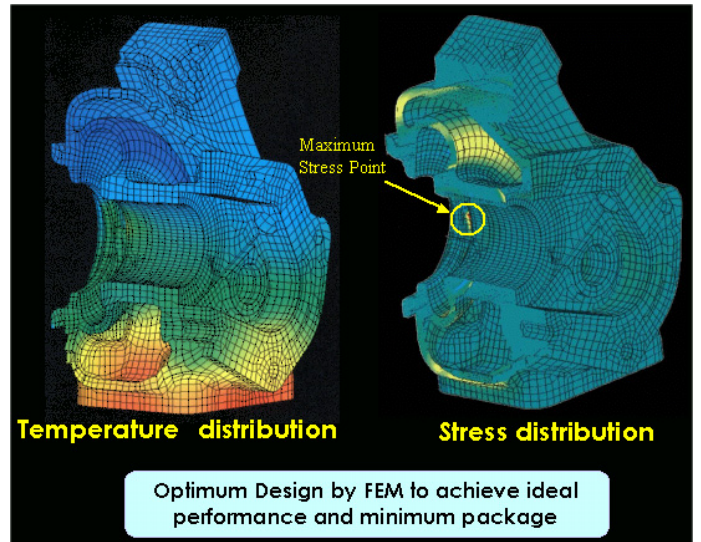 Maximum
Stress Point
Temperature distribution
Stress distribution
Optimum Design by FEM to achieve ideal
performance and minimum package